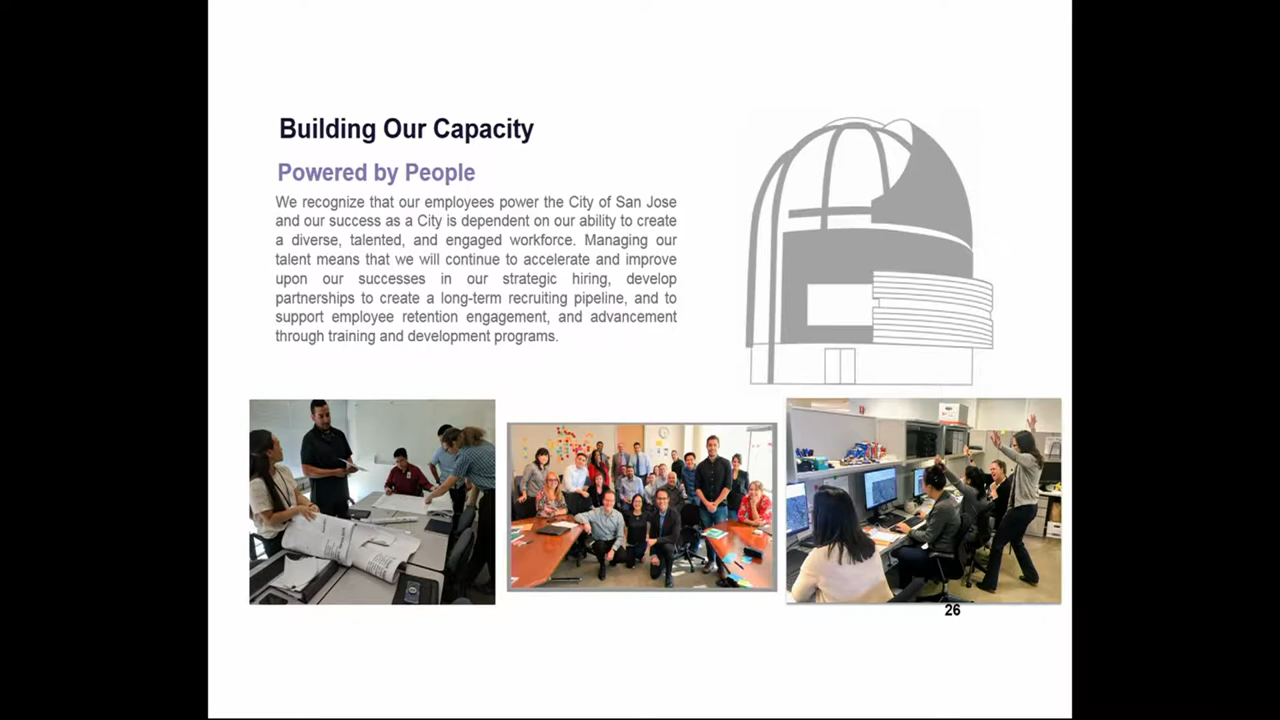 Building Our Capacity
Powered by People
We recognize that our employees power the City of San Jose
and our success as a City is dependent on our ability to create
a diverse, talented, and engaged workforce. Managing our
talent means that we will continue to accelerate and improve
upon our successes in our strategic hiring, develop
partnerships to create a long-term recruiting pipeline, and to
support employee retention engagement, and advancement
through training and development programs.
26